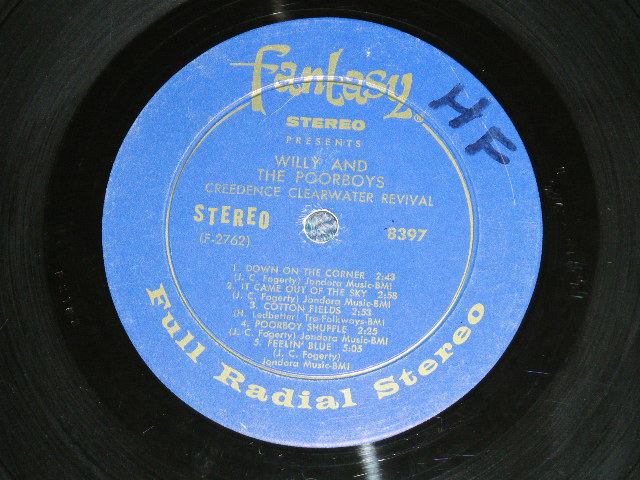 Fantasy
HF
STEREO
PRESENTS
WILLY AND
THE POORBOYS
CREEDENCE CLEARWATER REVIVAL
STEREO
(F-2762)
8397
1. DOWN ON THE CORNER 2:43
(J. C. Fogerty) Jondora Music-BMI
2. IT CAME OUT OF THE SKY 2:58
(J. C. Fogerty) Jondora Music-BMI
3. COTTON FIELDS 2:53
(H. Ledbetter) Tro-Folkways-BMI
4. POORBOY SHUFFLE 2:25
(J. C. Fogerty) Jondora Music-BMI
5. FEELIN' BLUE 5:05
(J. C. Fogerty)
Jondora Music-BMI
Full Radial Stereo